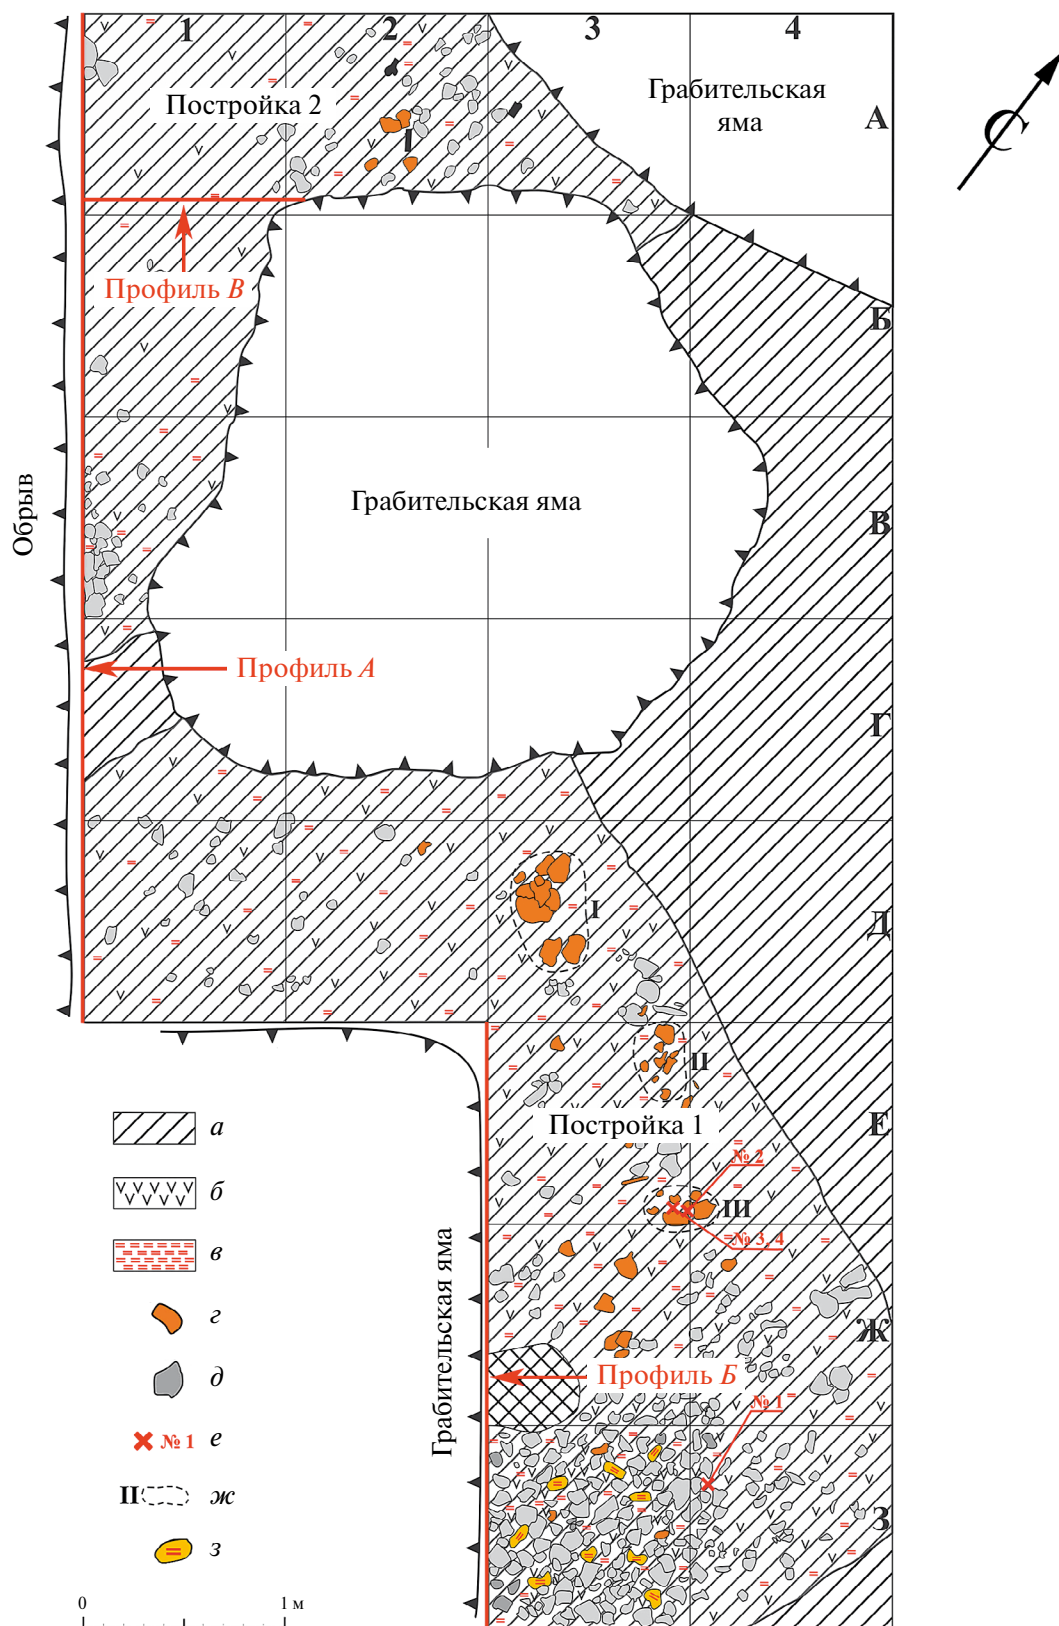 1 2 3 4
Постройка 2
Грабительская
яма
А
С
Профиль В
Б
Обрыв
Грабительская яма
В
Профиль А
Г
I
Д
II
Постройка 1
Е
№ 2
III
№ 3, 4
Грабительская яма
Ж
Профиль Б
№ 1
З
а
б
в
г
д
№ 1 е
II ж
з
0 1 м